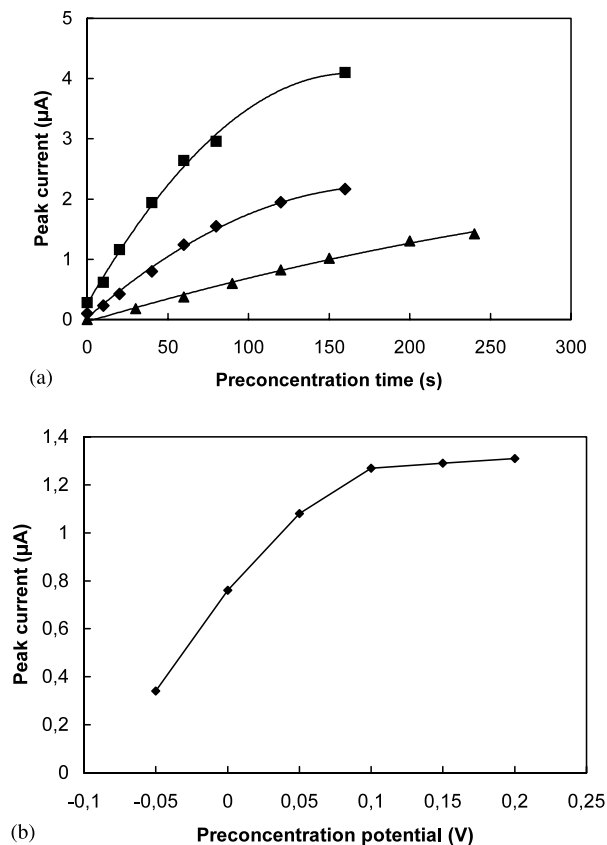 5
4
3
2
1
0
Peak current (µA)
0 50 100 150 200 250 300
Preconcentration time (s)
(a)
1,4
1,2
1
0,8
0,6
0,4
0,2
0
Peak current (µA)
-0,1 -0,05 0 0,05 0,1 0,15 0,2 0,25
Preconcentration potential (V)
(b)